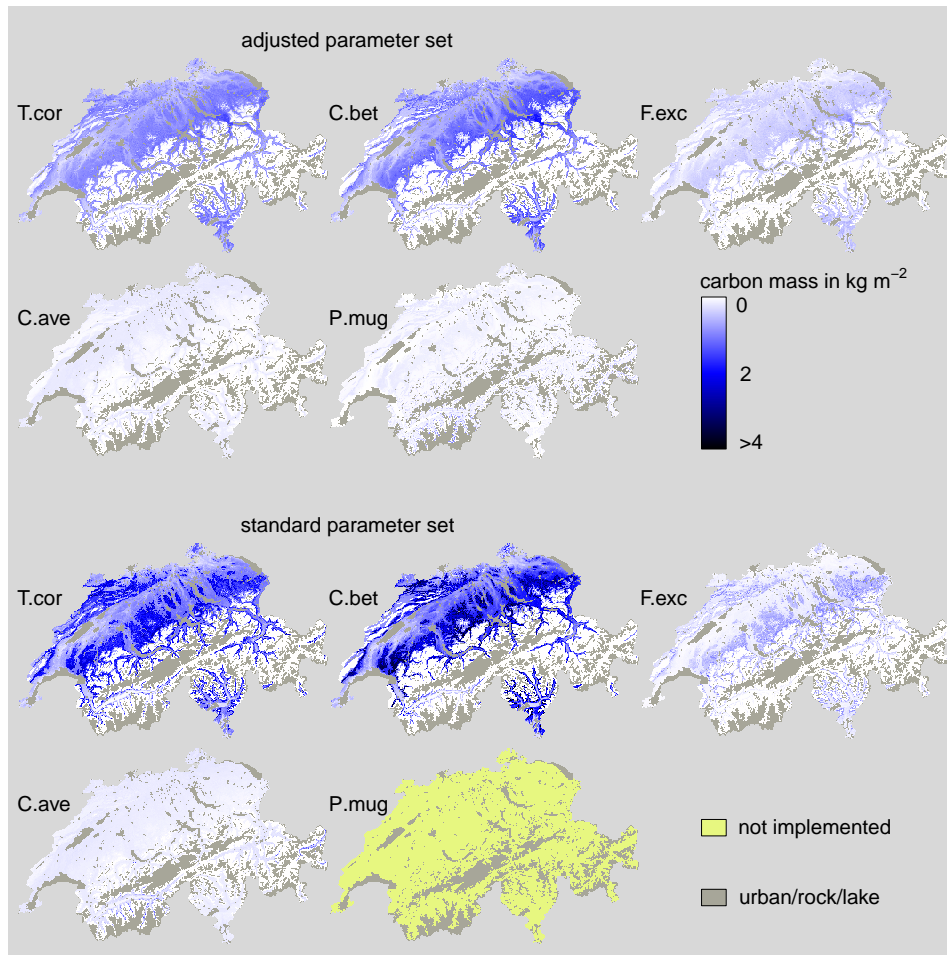 adjusted parameter set
T.cor
C.bet
F.exc
C.ave
P.mug
carbon mass in kg m⁻²
0
2
>4
standard parameter set
T.cor
C.bet
F.exc
C.ave
P.mug
not implemented
urban/rock/lake